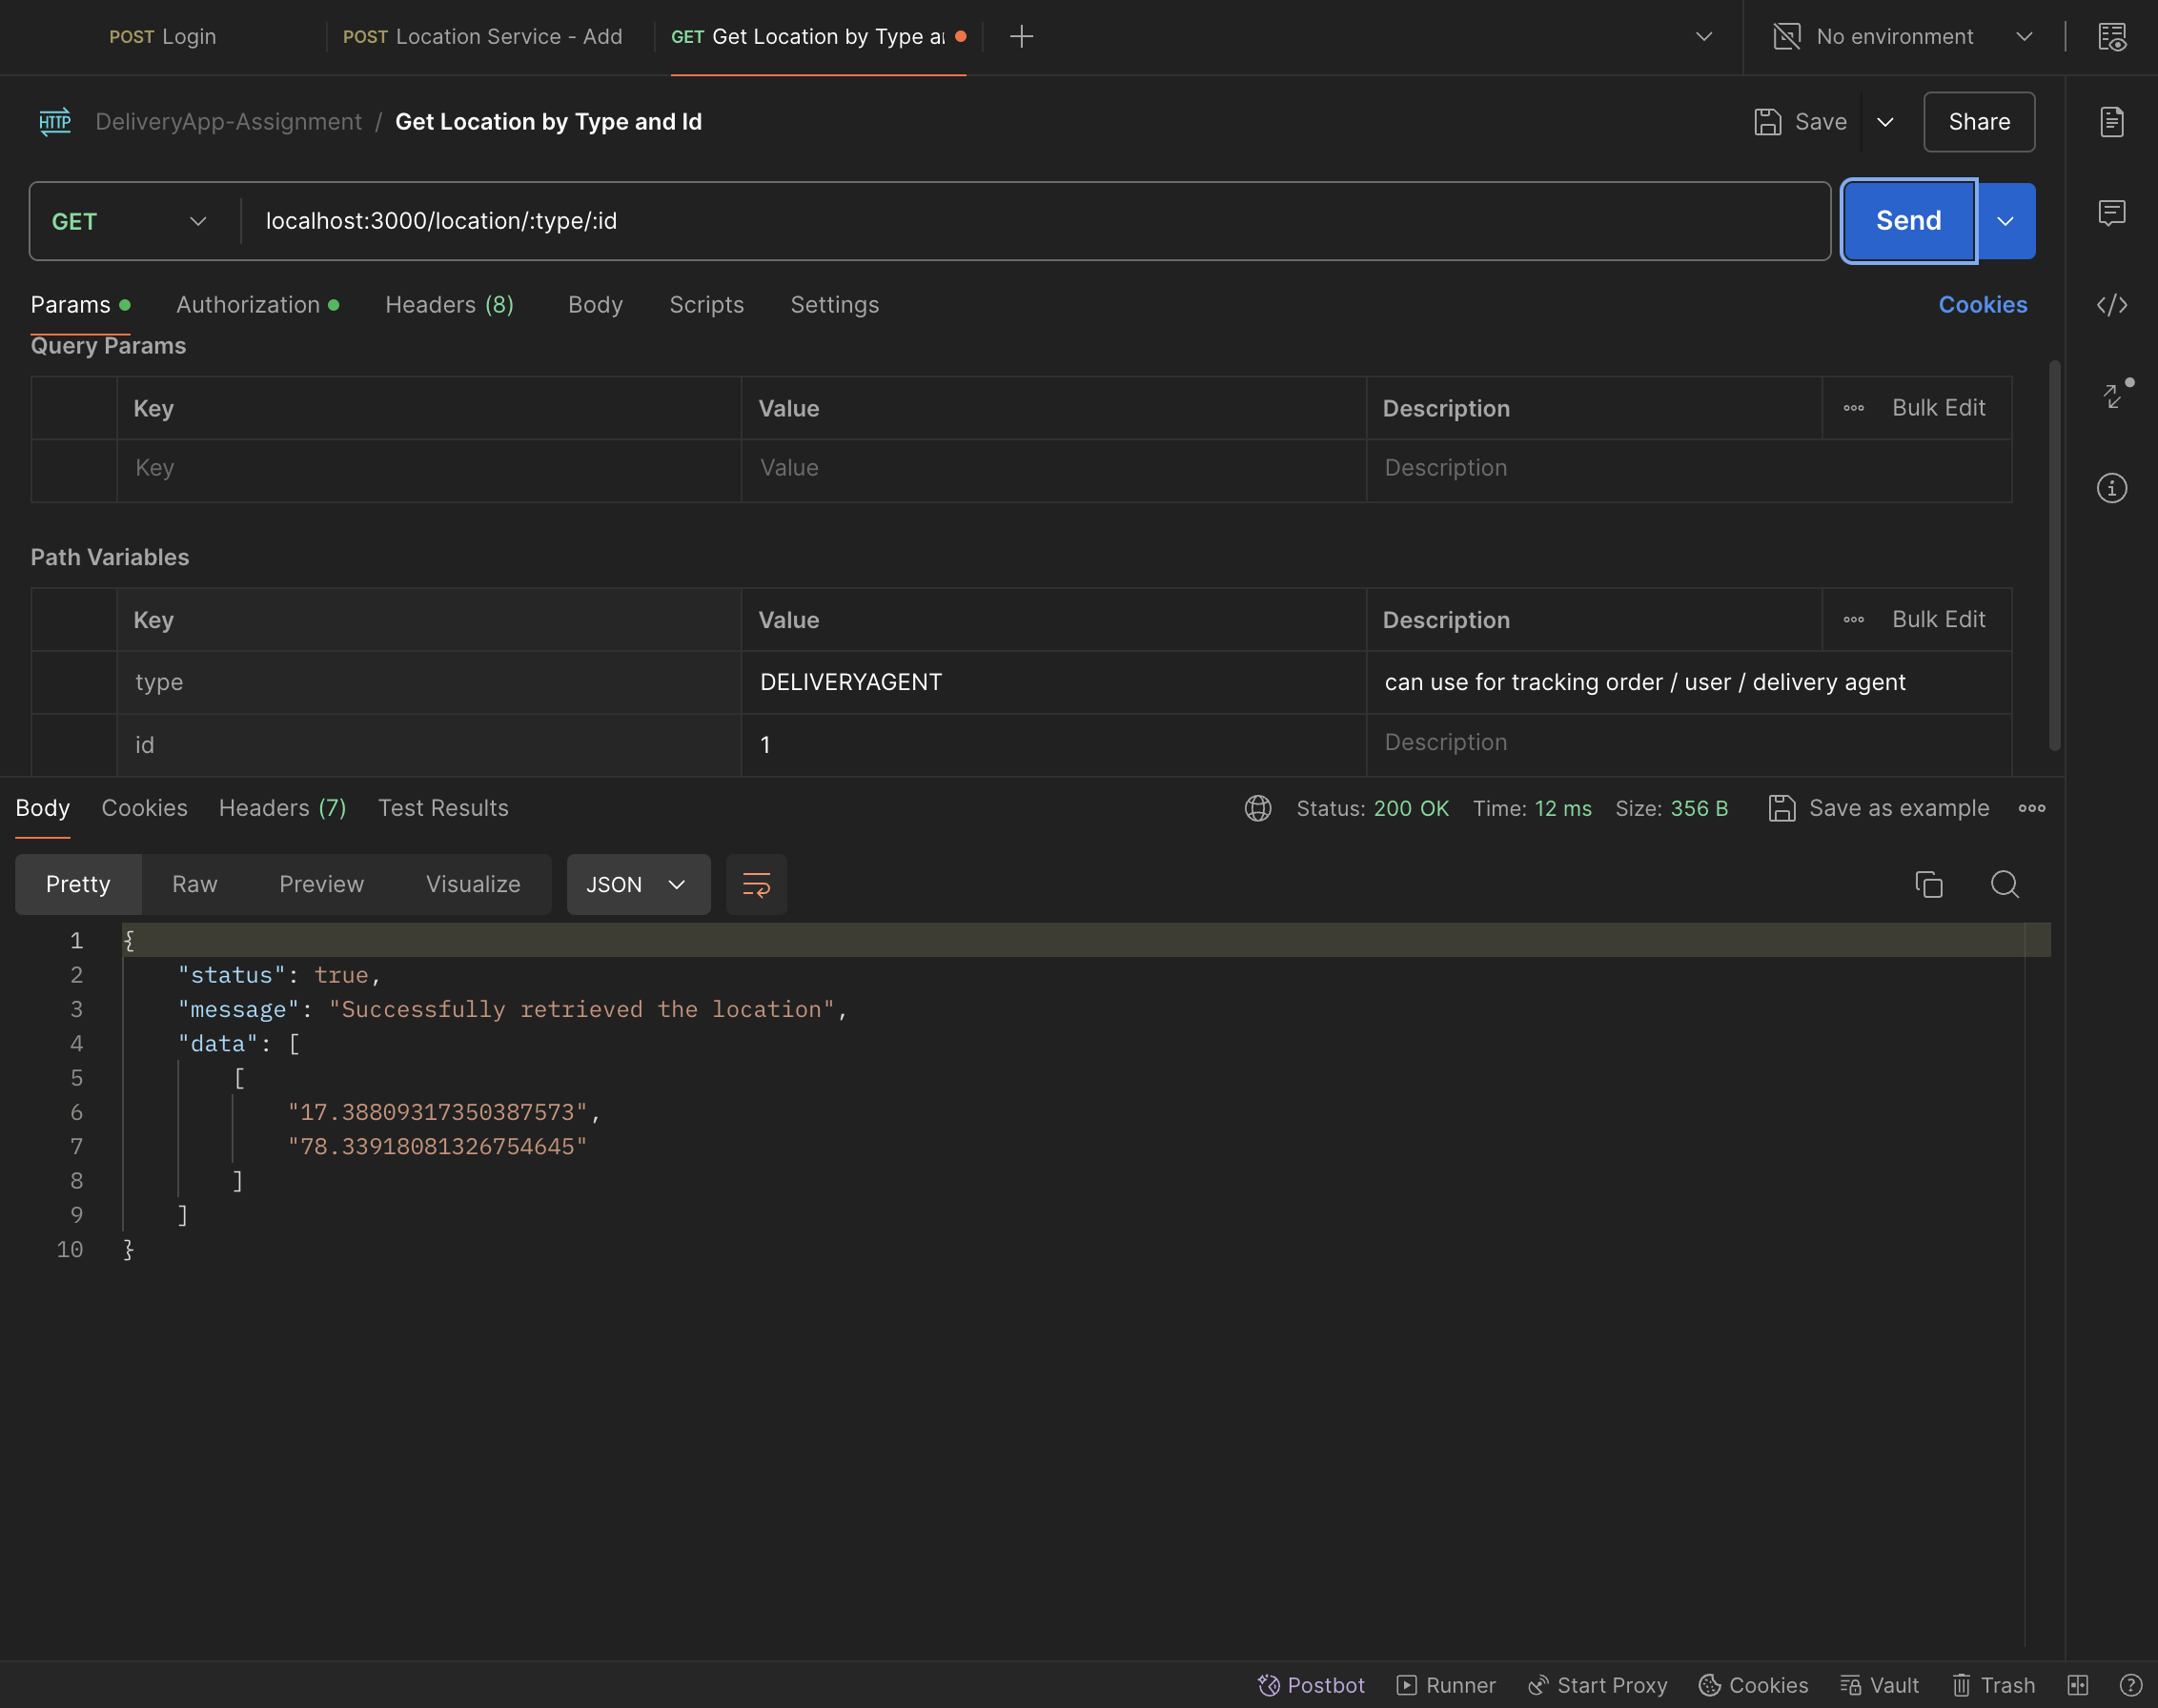 POST Login POST Location Service - Add GET Get Location by Type a No environment
HTTP DeliveryApp-Assignment / Get Location by Type and Id Save Share
GET localhost:3000/location/:type/:id Send
Params Authorization Headers (8) Body Scripts Settings Cookies
Query Params
Key Value Description Bulk Edit
Key Value Description
Path Variables
Key Value Description Bulk Edit
type DELIVERYAGENT can use for tracking order / user / delivery agent
id 1 Description
Body Cookies Headers (7) Test Results Status: 200 OK Time: 12 ms Size: 356 B Save as example
Pretty Raw Preview Visualize JSON
1 {
2 "status": true,
3 "message": "Successfully retrieved the location",
4 "data": [
5 [
6 "17.38809317350387573",
7 "78.33918081326754645"
8 ]
9 ]
10 }
Postbot Runner Start Proxy Cookies Vault Trash